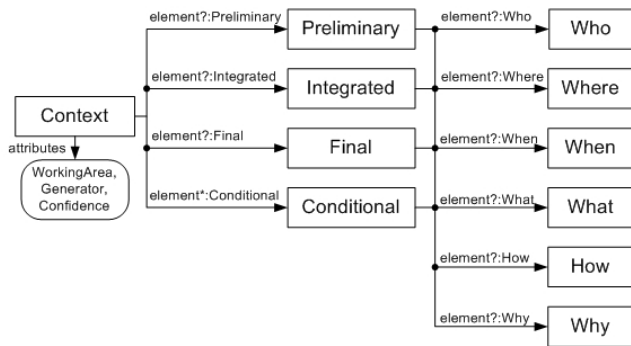 element?:Preliminary
Preliminary
element?:Who
Who
element?:Integrated
Integrated
element?:Where
Where
Context
element?:Final
Final
element?:When
When
attributes
WorkingArea,
Generator,
Confidence
element*:Conditional
Conditional
element?:What
What
element?:How
How
element?:Why
Why